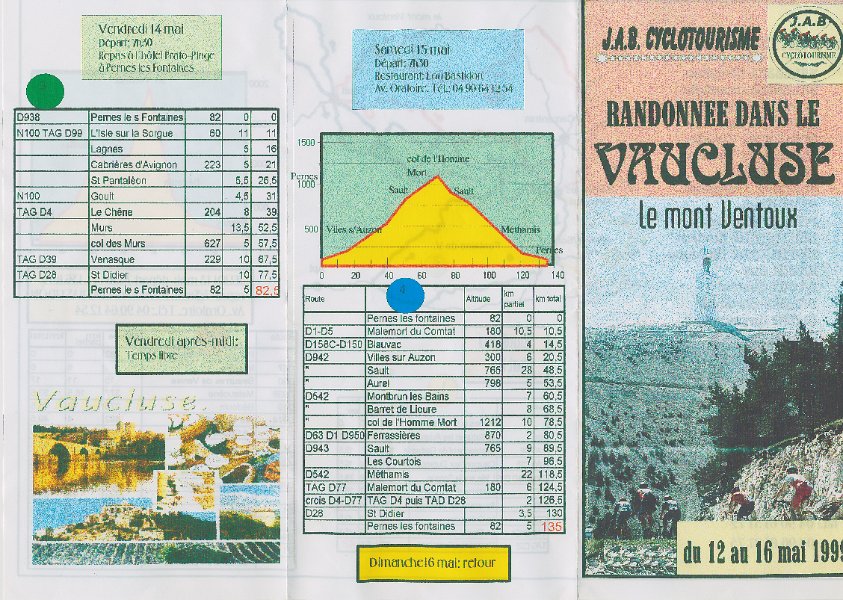 Vendredi 14 mai
Départ: 7h30
Repas à l'hôtel Prato-Plage
à Pernes les Fontaines
D938 Pernes le s Fontaines 82 0 0
N100 TAG D99 L'Isle sur la Sorgue 60 11 11
Lagnes 5 16
Cabrières d'Avignon 223 5 21
St Pantaléon 5,5 26,5
N100 Goult 4,5 31
TAG D4 Le Chêne 204 8 39
Murs 13,5 52,5
col des Murs 627 5 57,5
TAG D39 Venasque 229 10 67,5
TAG D28 St Didier 10 77,5
Pernes le s Fontaines 82 5 82,5
Vendredi après-midi:
Temps libre
Vaucluse.
Samedi 15 mai
Départ: 7h30
Restaurant: Lou Bastidon
Av. Oratoire. Tél.: 04 90 64 12 54
1500
col de l'Homme
Mort
Pernes
1000
Sault
Sault
500
Villes s/Auzon
Méthamis
Pernes
0 20 40 60 80 100 120 140
Route Altitude km partiel km total
Pernes les fontaines 82 0 0
D1-D5 Malemort du Comtat 180 10,5 10,5
D158C-D150 Blauvac 418 4 14,5
D942 Villes sur Auzon 300 6 20,5
" Sault 765 28 48,5
" Aurel 798 5 53,5
D542 Montbrun les Bains 7 60,5
" Barret de Lioure 8 68,5
" col de l'Homme Mort 1212 10 78,5
D63 D1 D950 Ferrassières 870 2 80,5
D943 Sault 765 9 89,5
Les Courtois 7 96,5
D542 Méthamis 22 118,5
TAG D77 Malemort du Comtat 180 6 124,5
crois D4-D77 TAG D4 puis TAD D28 2 126,5
D28 St Didier 3,5 130
Pernes les fontaines 82 5 135
Dimanche16 mai: retour
J.A.B
CYCLOTOURISME
J.A.B. CYCLOTOURISME
RANDONNEE DANS LE
VAUCLUSE
Le mont Ventoux
du 12 au 16 mai 1999